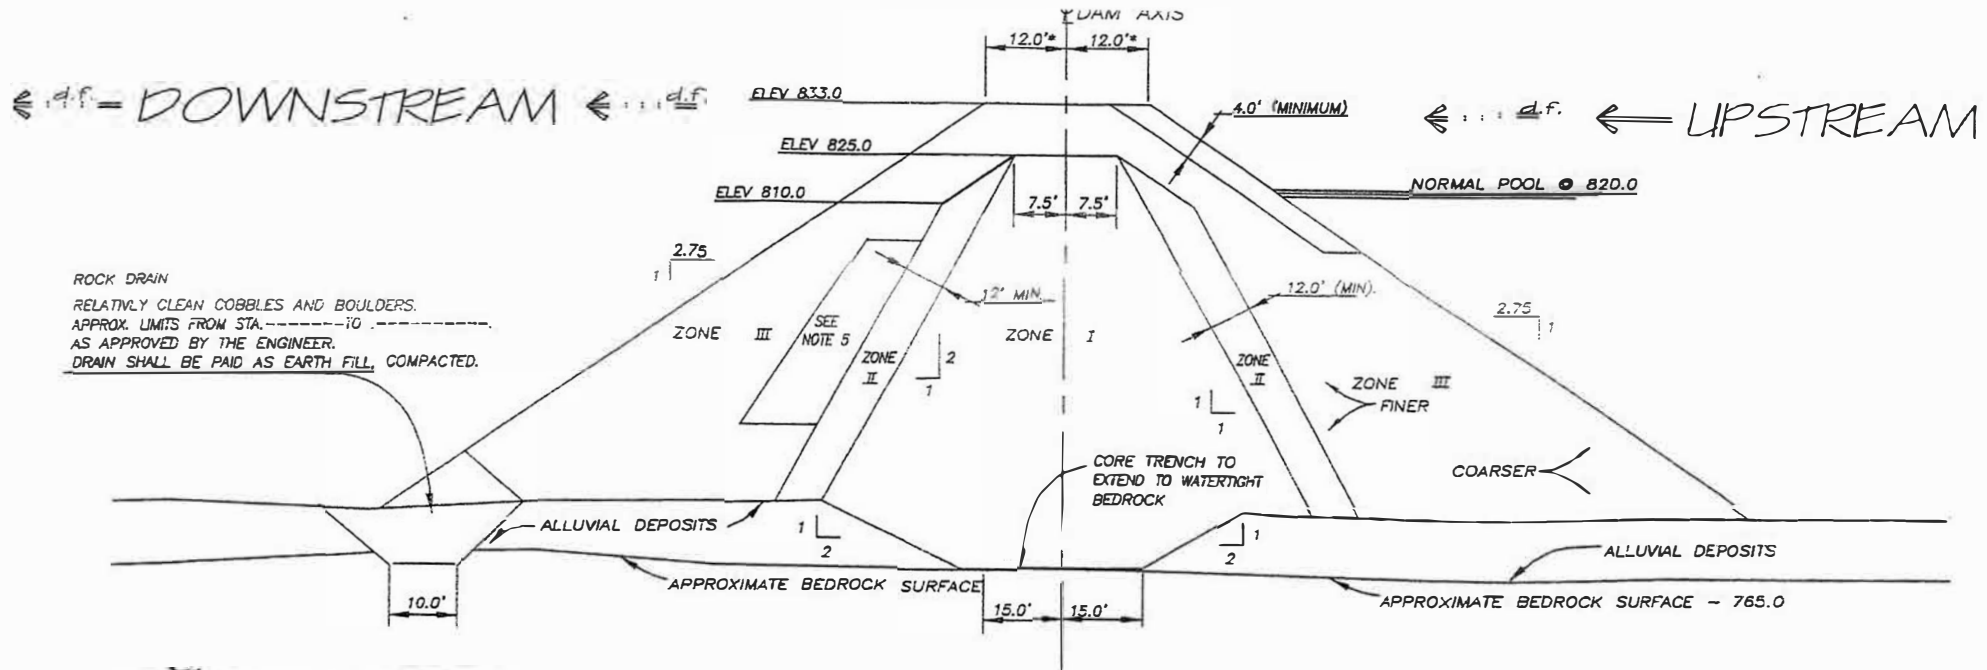 DAM AXIS
12.0'* 12.0'*
d.f. DOWNSTREAM d.f.
ELEV 833.0
4.0' (MINIMUM)
d.f. UPSTREAM
ELEV 825.0
ELEV 810.0
NORMAL POOL @ 820.0
7.5' 7.5'
2.75
1
ROCK DRAIN
RELATIVLY CLEAN COBBLES AND BOULDERS.
APPROX. LIMITS FROM STA.-------TO .-----------.
AS APPROVED BY THE ENGINEER.
DRAIN SHALL BE PAID AS EARTH FILL, COMPACTED.
12' MIN.
12.0' (MIN).
2.75
1
ZONE III
SEE
NOTE 5
ZONE
II
2
1
ZONE I
ZONE
II
1
1
ZONE III
FINER
COARSER
CORE TRENCH TO
EXTEND TO WATERTIGHT
BEDROCK
ALLUVIAL DEPOSITS
1
2
1
2
ALLUVIAL DEPOSITS
APPROXIMATE BEDROCK SURFACE
APPROXIMATE BEDROCK SURFACE - 765.0
10.0'
15.0' 15.0'